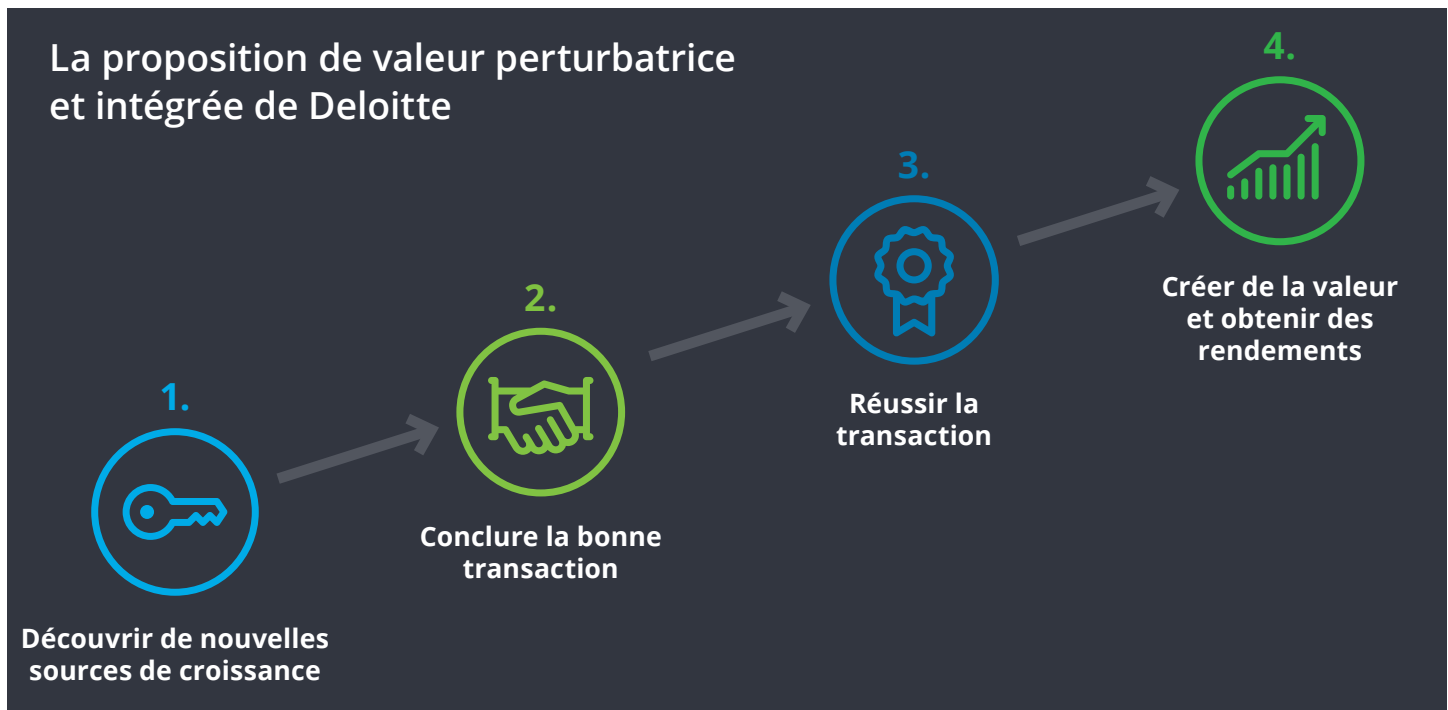 La proposition de valeur perturbatrice
et intégrée de Deloitte
1.
Découvrir de nouvelles
sources de croissance
2.
Conclure la bonne
transaction
3.
Réussir la
transaction
4.
Créer de la valeur
et obtenir des
rendements